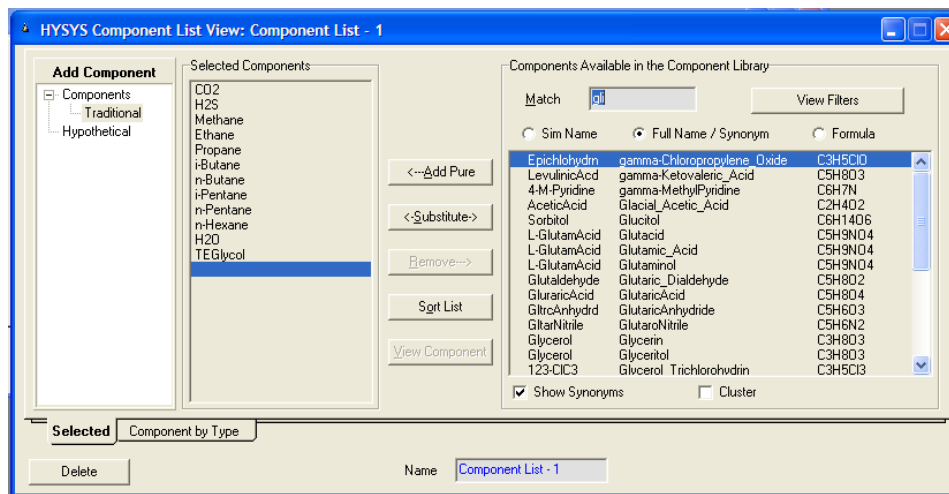 HYSYS Component List View: Component List - 1
Add Component
Components
Traditional
Hypothetical
Selected Components
CO2
H2S
Methane
Ethane
Propane
i-Butane
n-Butane
i-Pentane
n-Pentane
n-Hexane
H2O
TEGlycol
<---Add Pure
<-Substitute->
Remove--->
Sort List
View Component
Components Available in the Component Library
Match gli View Filters
Sim Name Full Name / Synonym Formula
Epichlohydrn gamma-Chloropropylene_Oxide C3H5ClO
LevulinicAcd gamma-Ketovaleric_Acid C5H8O3
4-M-Pyridine gamma-MethylPyridine C6H7N
AceticAcid Glacial_Acetic_Acid C2H4O2
Sorbitol Glucitol C6H14O6
L-GlutamAcid Glutacid C5H9NO4
L-GlutamAcid Glutamic_Acid C5H9NO4
L-GlutamAcid Glutaminol C5H9NO4
Glutaldehyde Glutaric_Dialdehyde C5H8O2
GluraricAcid GlutaricAcid C5H8O4
GltrcAnhydrd GlutaricAnhydride C5H6O3
GltarNitrile GlutaroNitrile C5H6N2
Glycerol Glycerin C3H8O3
Glycerol Glyceritol C3H8O3
123-ClC3 Glycerol_Trichlorohydrin C3H5Cl3
Show Synonyms Cluster
Selected Component by Type
Delete Name Component List - 1